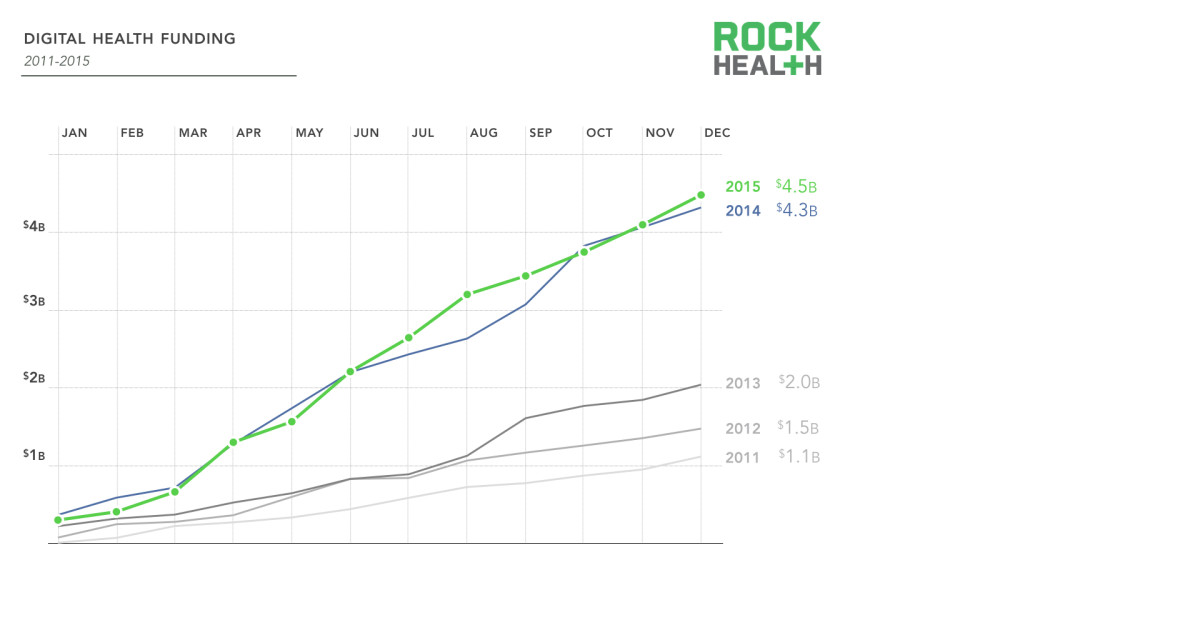 DIGITAL HEALTH FUNDING
2011-2015
ROCK
HEALTH
JAN FEB MAR APR MAY JUN JUL AUG SEP OCT NOV DEC
2015 $4.5B
2014 $4.3B
$4B
$3B
$2B
2013 $2.0B
2012 $1.5B
$1B
2011 $1.1B